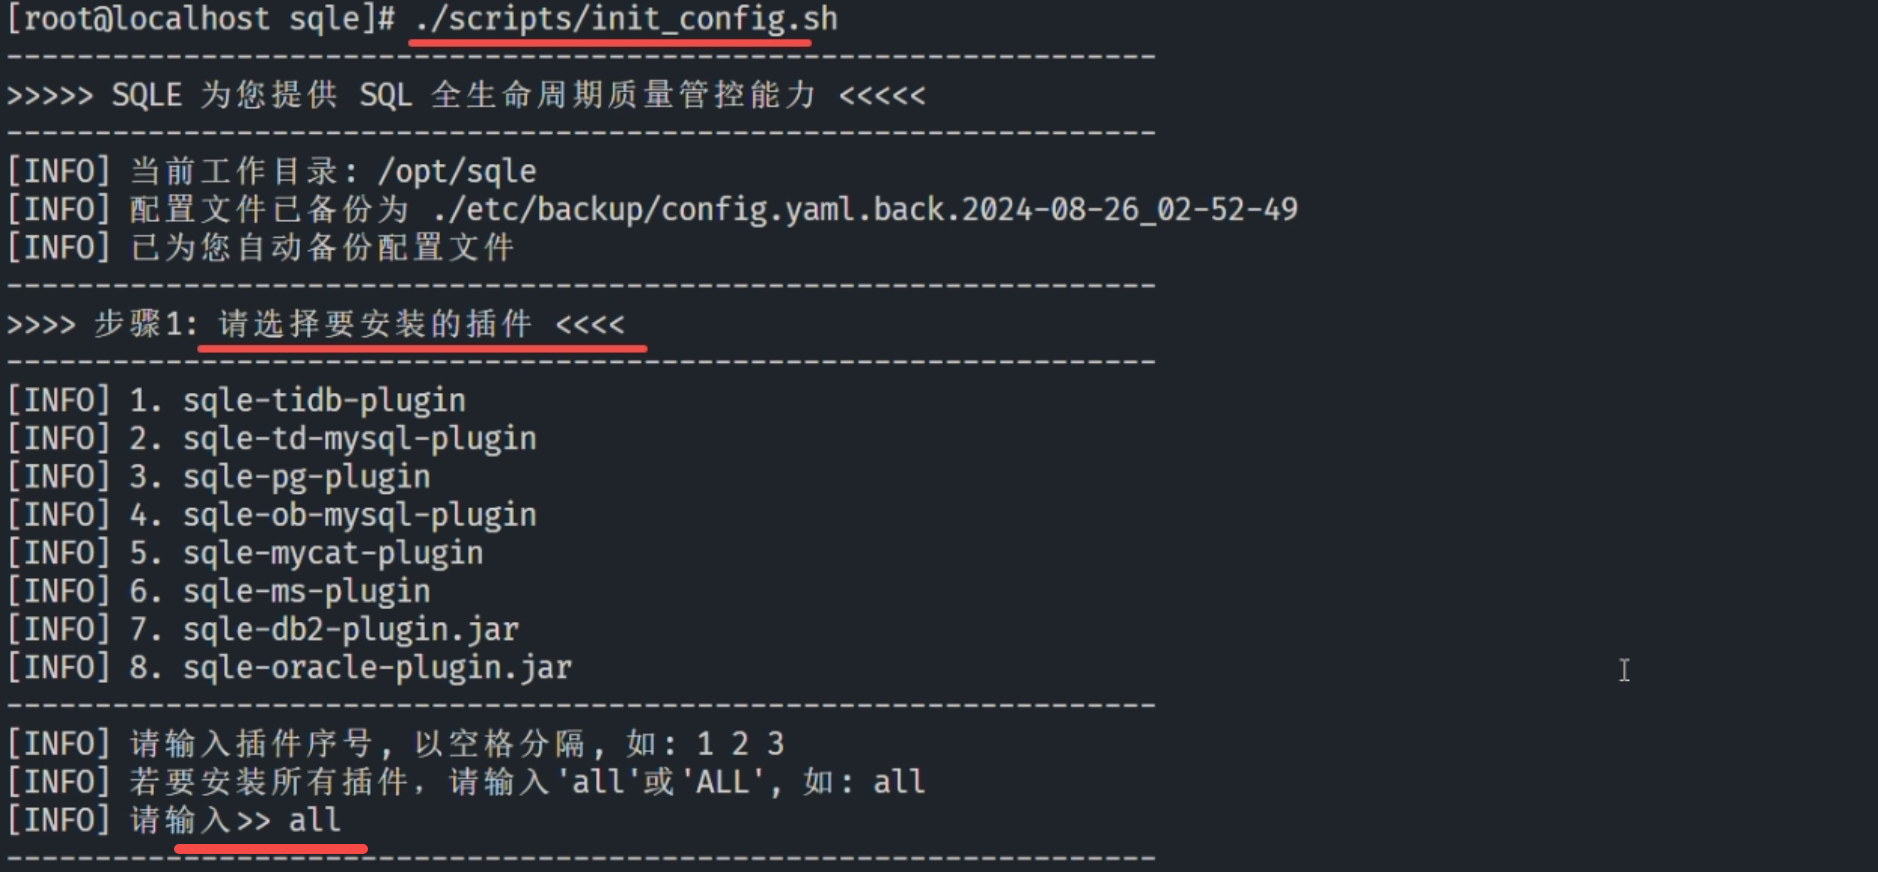 [root@localhost sqle]# ./scripts/init_config.sh
------------------------------------------------------------------
>>>>> SQLE 为您提供 SQL 全生命周期质量管控能力 <<<<<
------------------------------------------------------------------
[INFO] 当前工作目录: /opt/sqle
[INFO] 配置文件已备份为 ./etc/backup/config.yaml.back.2024-08-26_02-52-49
[INFO] 已为您自动备份配置文件
------------------------------------------------------------------
>>>> 步骤1: 请选择要安装的插件 <<<<
------------------------------------------------------------------
[INFO] 1. sqle-tidb-plugin
[INFO] 2. sqle-td-mysql-plugin
[INFO] 3. sqle-pg-plugin
[INFO] 4. sqle-ob-mysql-plugin
[INFO] 5. sqle-mycat-plugin
[INFO] 6. sqle-ms-plugin
[INFO] 7. sqle-db2-plugin.jar
[INFO] 8. sqle-oracle-plugin.jar
------------------------------------------------------------------
[INFO] 请输入插件序号, 以空格分隔, 如: 1 2 3
[INFO] 若要安装所有插件，请输入'all'或'ALL', 如: all
[INFO] 请输入>> all
------------------------------------------------------------------